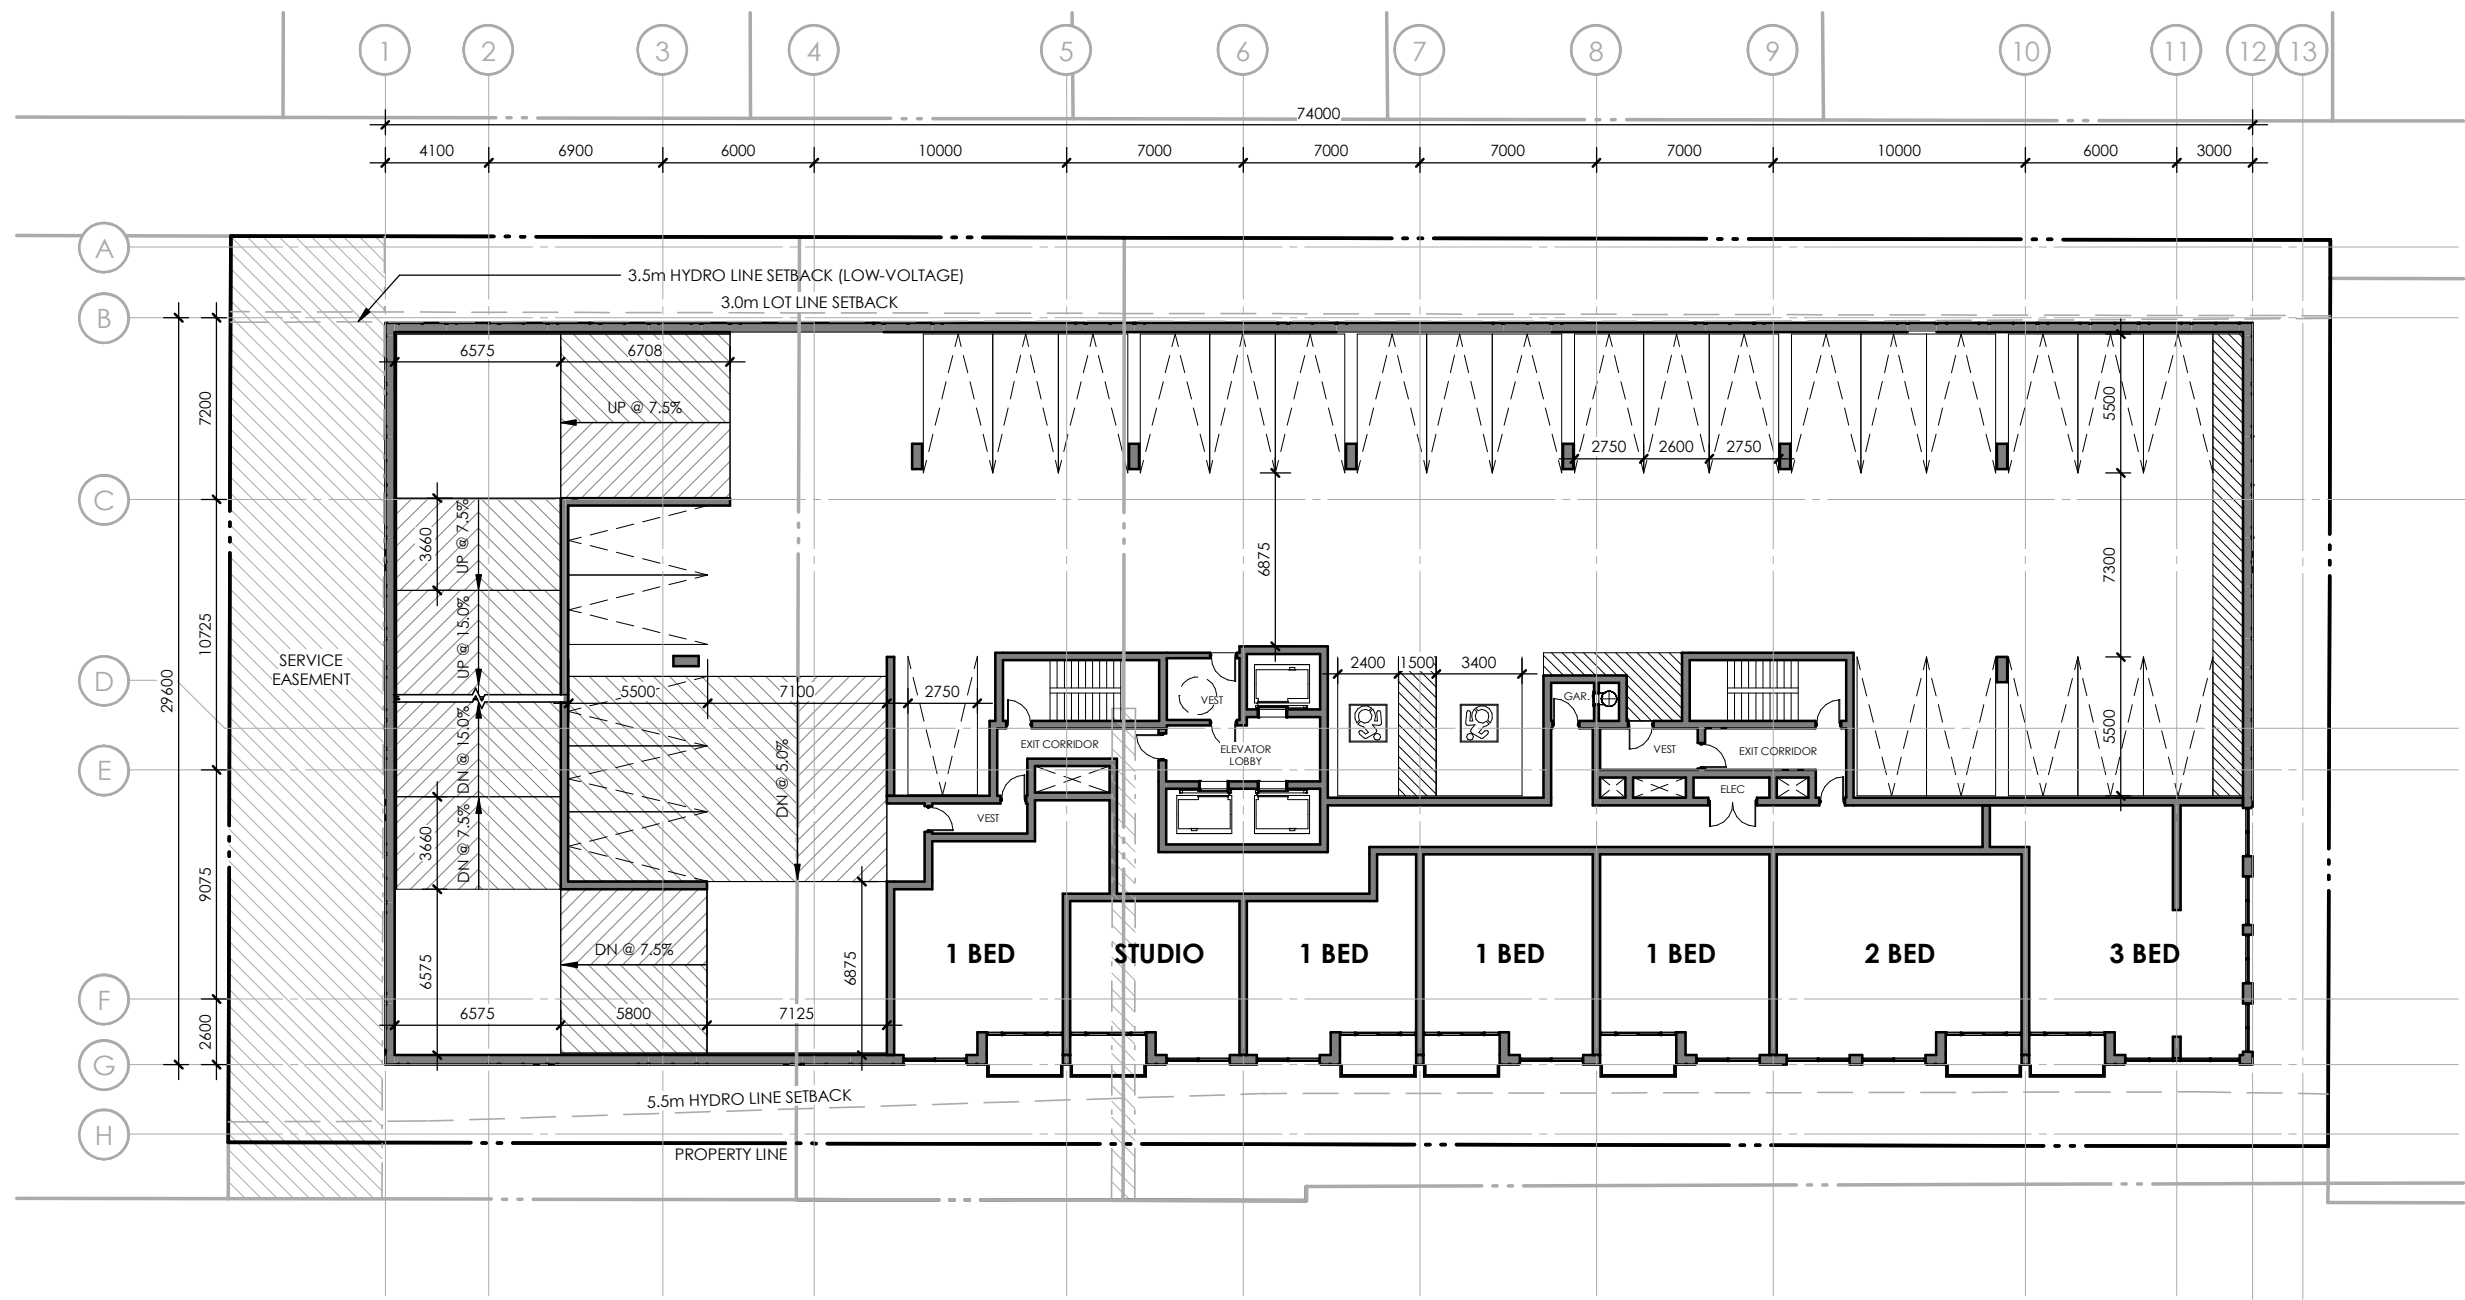 1 2 3 4 5 6 7 8 9 10 11 12 13
74000
4100 6900 6000 10000 7000 7000 7000 7000 10000 6000 3000
A
3.5m HYDRO LINE SETBACK (LOW-VOLTAGE)
3.0m LOT LINE SETBACK
B
6575 6708
7200
UP @ 7.5%
5500
2750 2600 2750
C
3660
UP @ 7.5%
6875
7300
10725
UP @ 15.0%
SERVICE
EASEMENT
D
29600
5500 7100 2750
2400 1500 3400
VEST
GAR.
5500
DN @ 15.0%
DN @ 5.0%
EXIT CORRIDOR
ELEVATOR
LOBBY
VEST
EXIT CORRIDOR
E
ELEC
VEST
3660
DN @ 7.5%
9075
1 BED STUDIO 1 BED 1 BED 1 BED 2 BED 3 BED
DN @ 7.5%
6575
6875
F
6575 5800 7125
2600
G
5.5m HYDRO LINE SETBACK
H
PROPERTY LINE